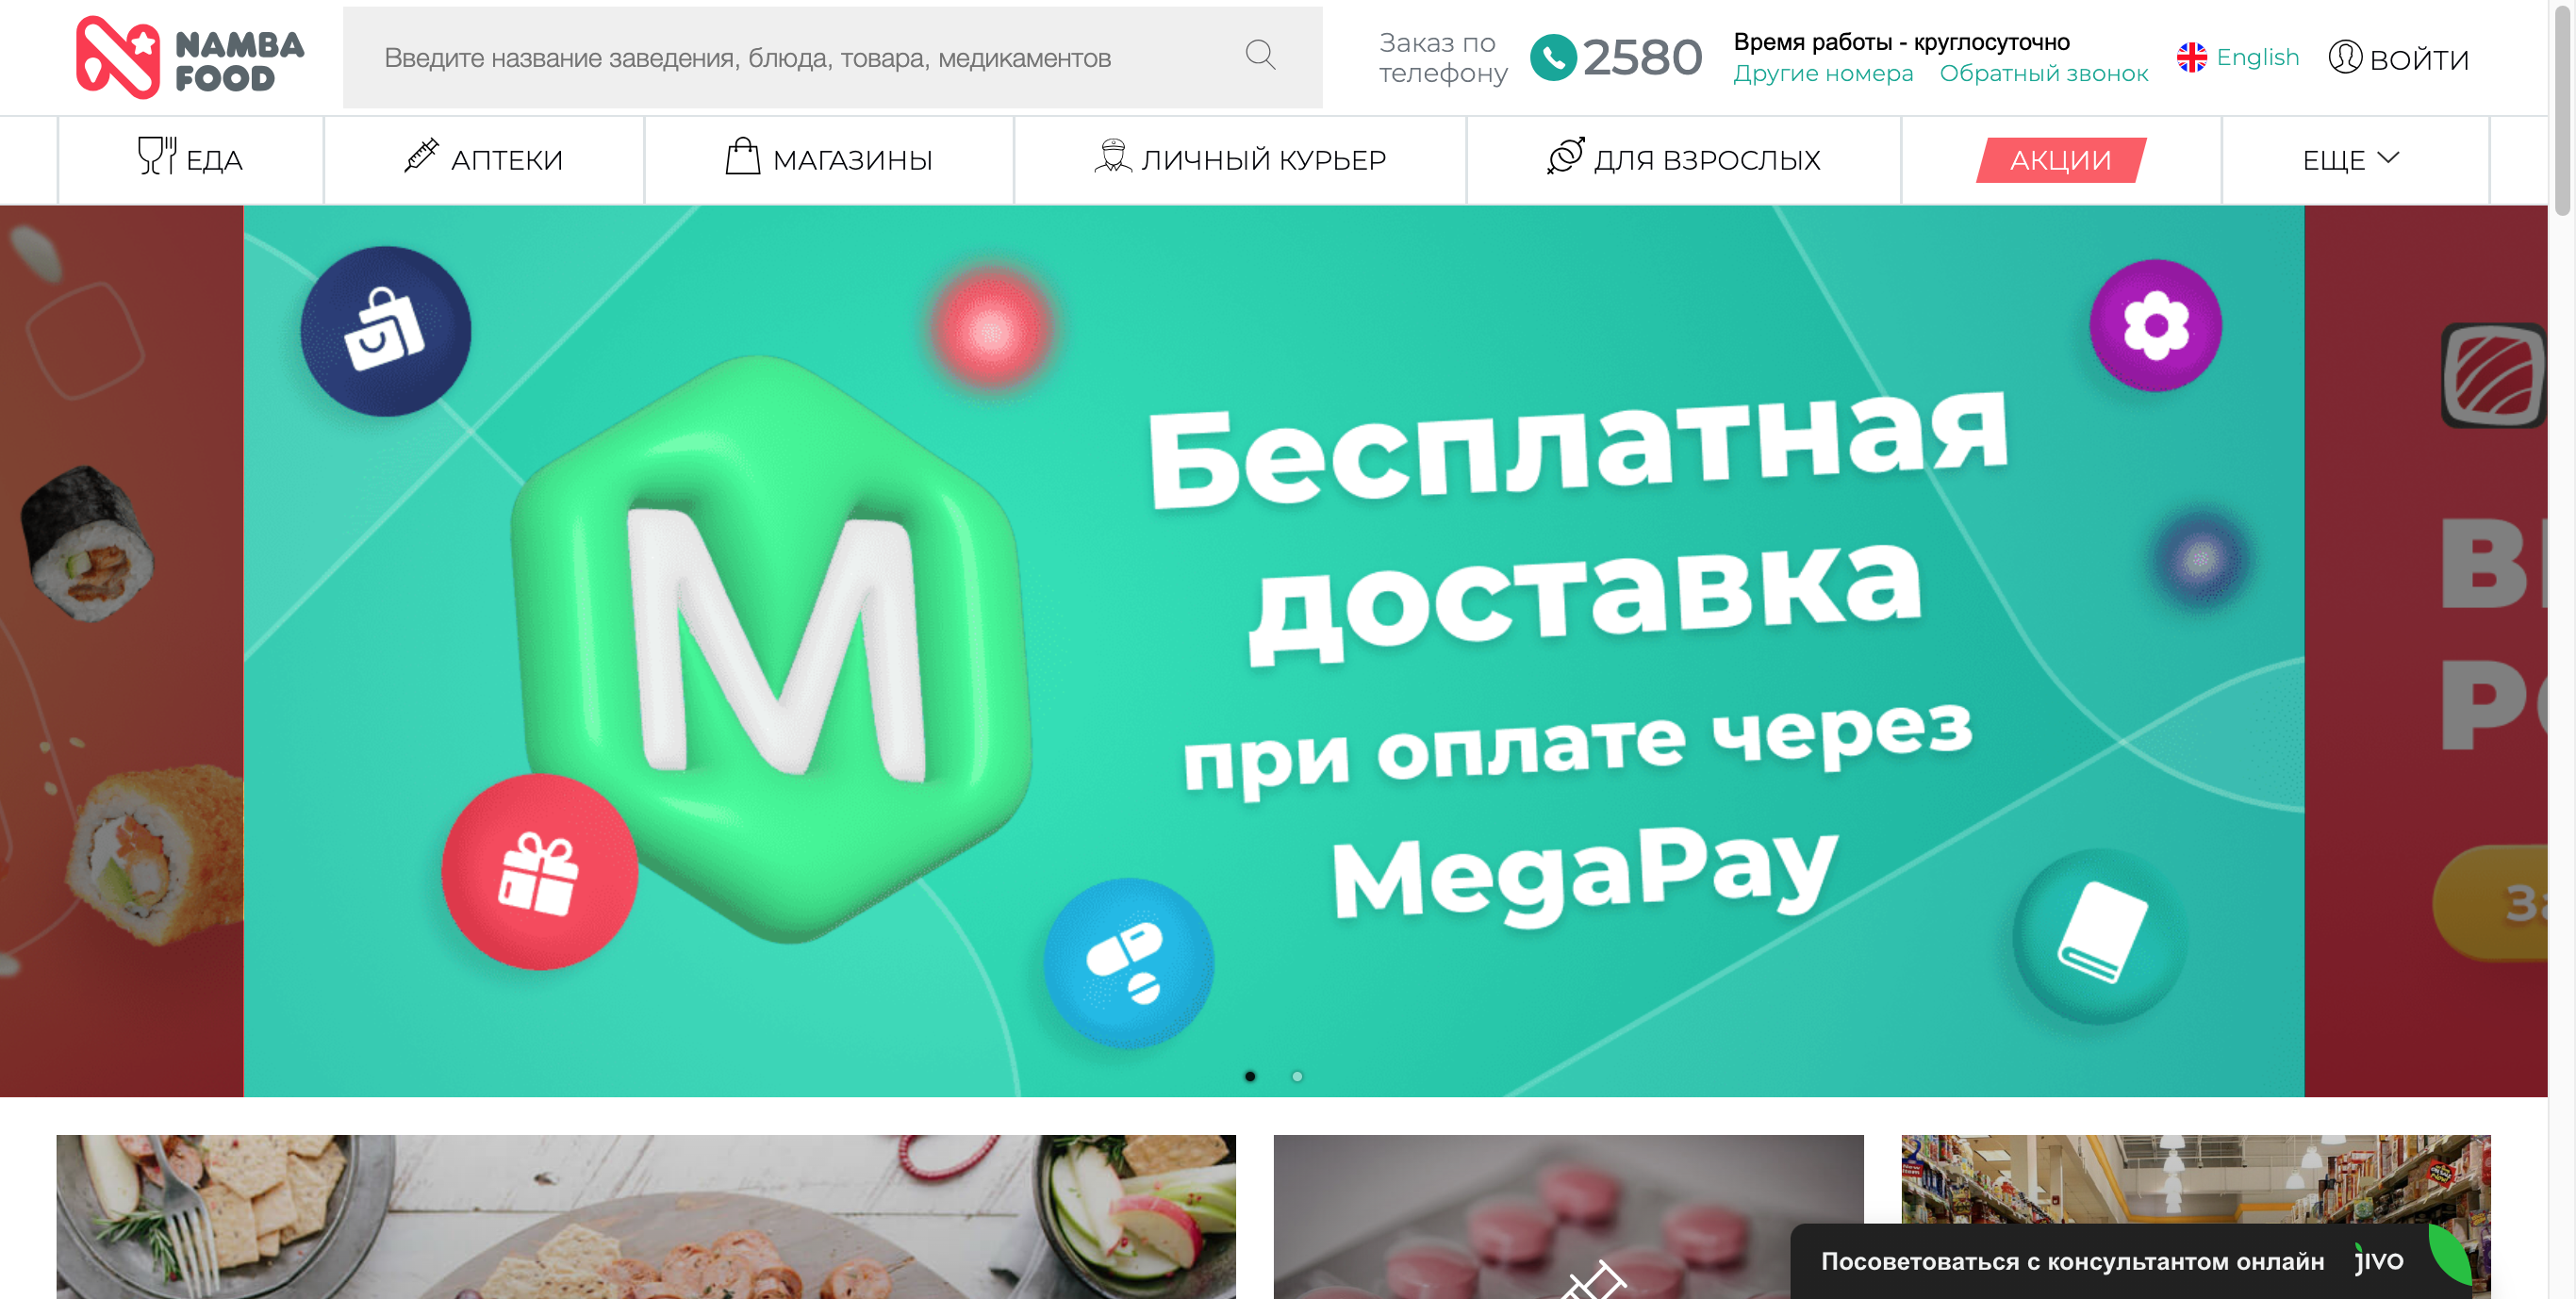 NAMBA
FOOD
Введите название заведения, блюда, товара, медикаментов
Заказ по
телефону
2580
Время работы - круглосуточно
Другие номера Обратный звонок
English
ВОЙТИ
ЕДА
АПТЕКИ
МАГАЗИНЫ
ЛИЧНЫЙ КУРЬЕР
ДЛЯ ВЗРОСЛЫХ
АКЦИИ
ЕЩЕ
M
Бесплатная
доставка
при оплате через
MegaPay
Посоветоваться с консультантом онлайн
jivo